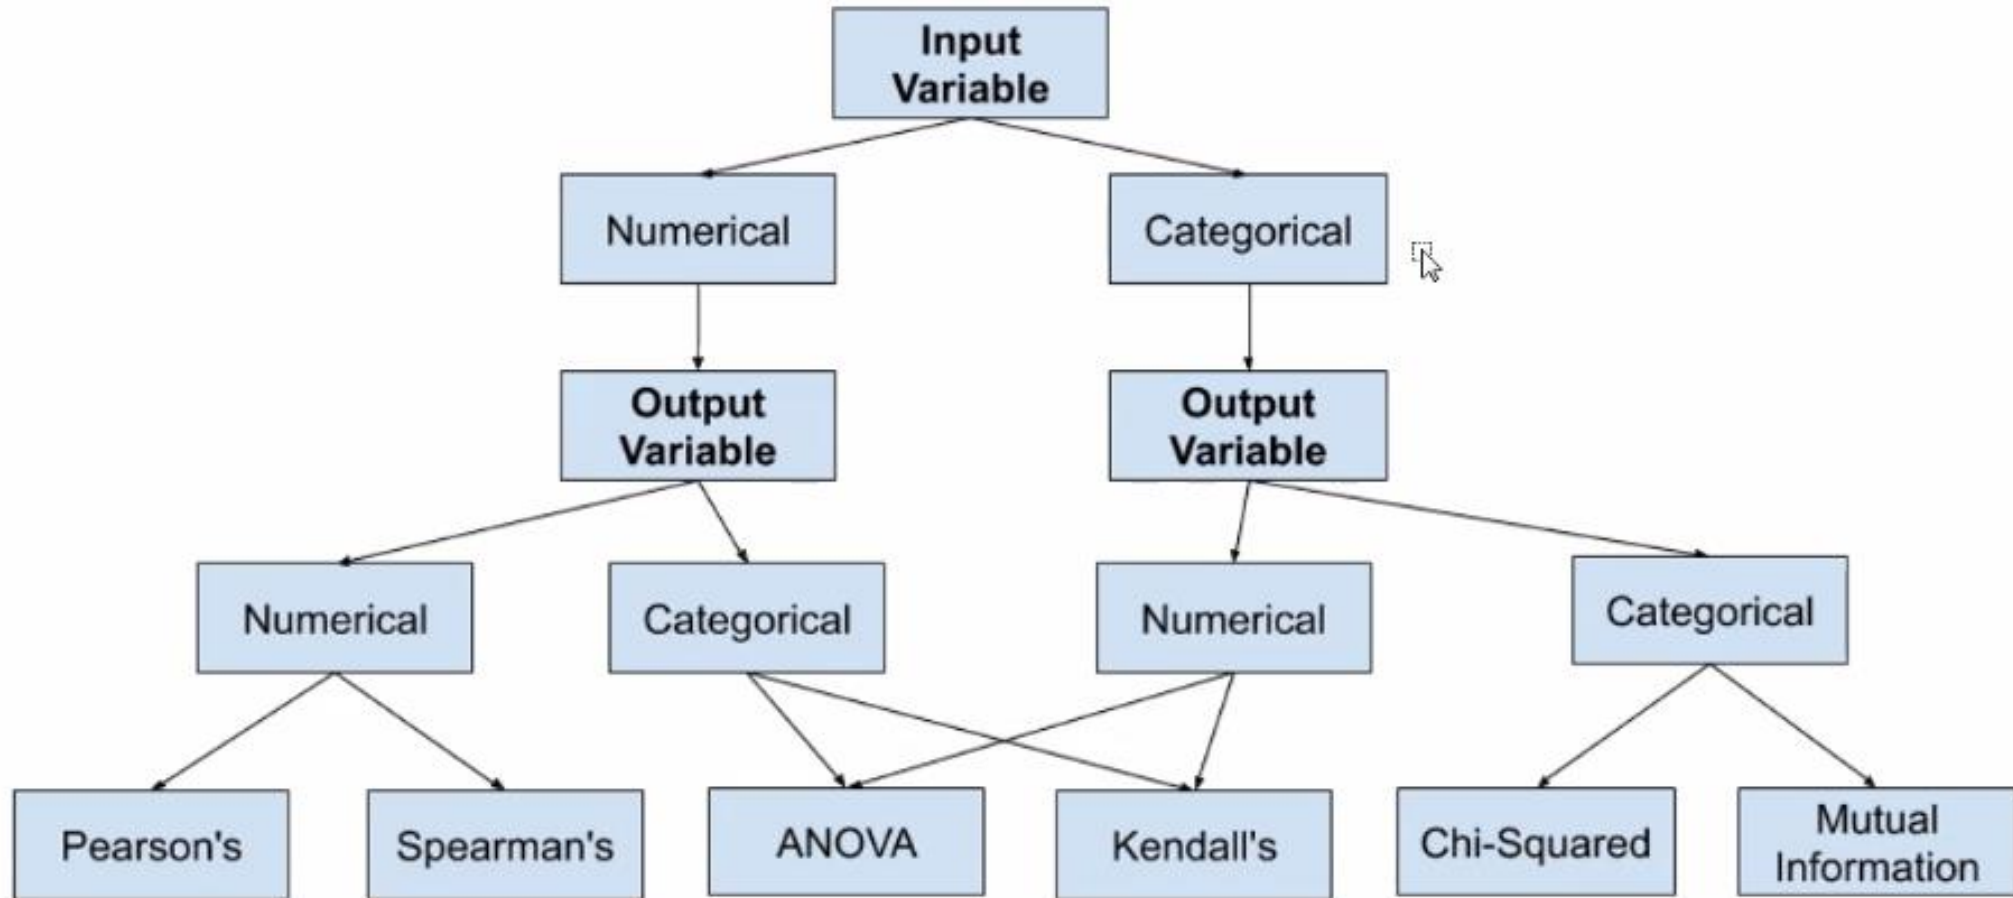 Input
Variable
Numerical
Categorical
Output
Variable
Output
Variable
Numerical
Categorical
Numerical
Categorical
Pearson's
Spearman's
ANOVA
Kendall's
Chi-Squared
Mutual
Information